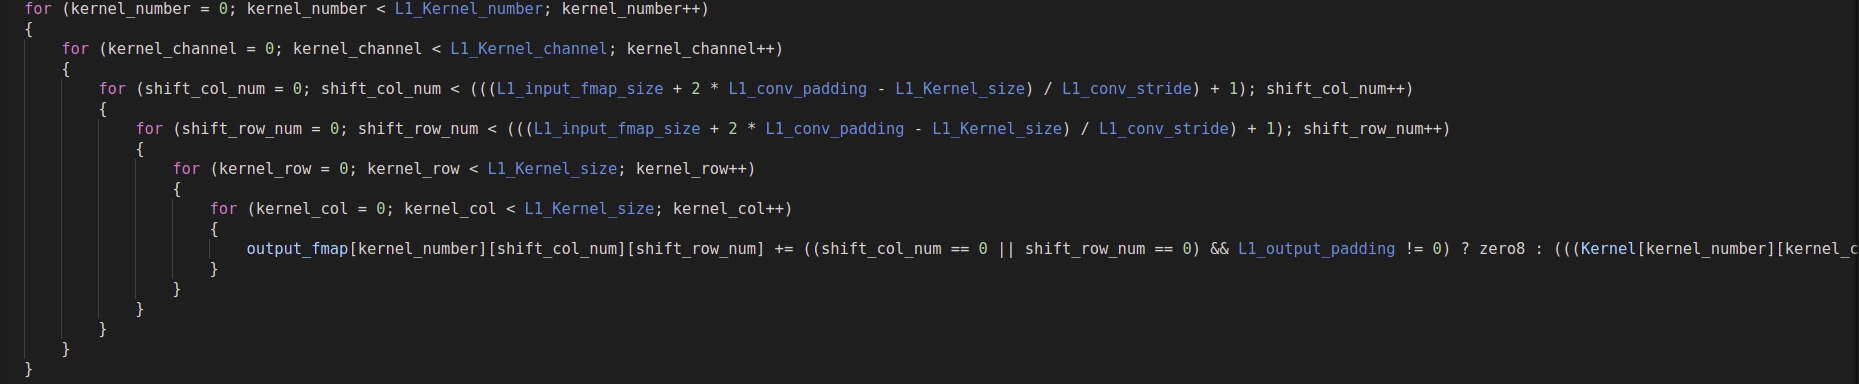 for (kernel_number = 0; kernel_number < L1_Kernel_number; kernel_number++)
{
for (kernel_channel = 0; kernel_channel < L1_Kernel_channel; kernel_channel++)
{
for (shift_col_num = 0; shift_col_num < (((L1_input_fmap_size + 2 * L1_conv_padding - L1_Kernel_size) / L1_conv_stride) + 1); shift_col_num++)
{
for (shift_row_num = 0; shift_row_num < (((L1_input_fmap_size + 2 * L1_conv_padding - L1_Kernel_size) / L1_conv_stride) + 1); shift_row_num++)
{
for (kernel_row = 0; kernel_row < L1_Kernel_size; kernel_row++)
{
for (kernel_col = 0; kernel_col < L1_Kernel_size; kernel_col++)
{
output_fmap[kernel_number][shift_col_num][shift_row_num] += ((shift_col_num == 0 || shift_row_num == 0) && L1_output_padding != 0) ? zero8 : (((Kernel[kernel_number][kernel_c
}
}
}
}
}
}